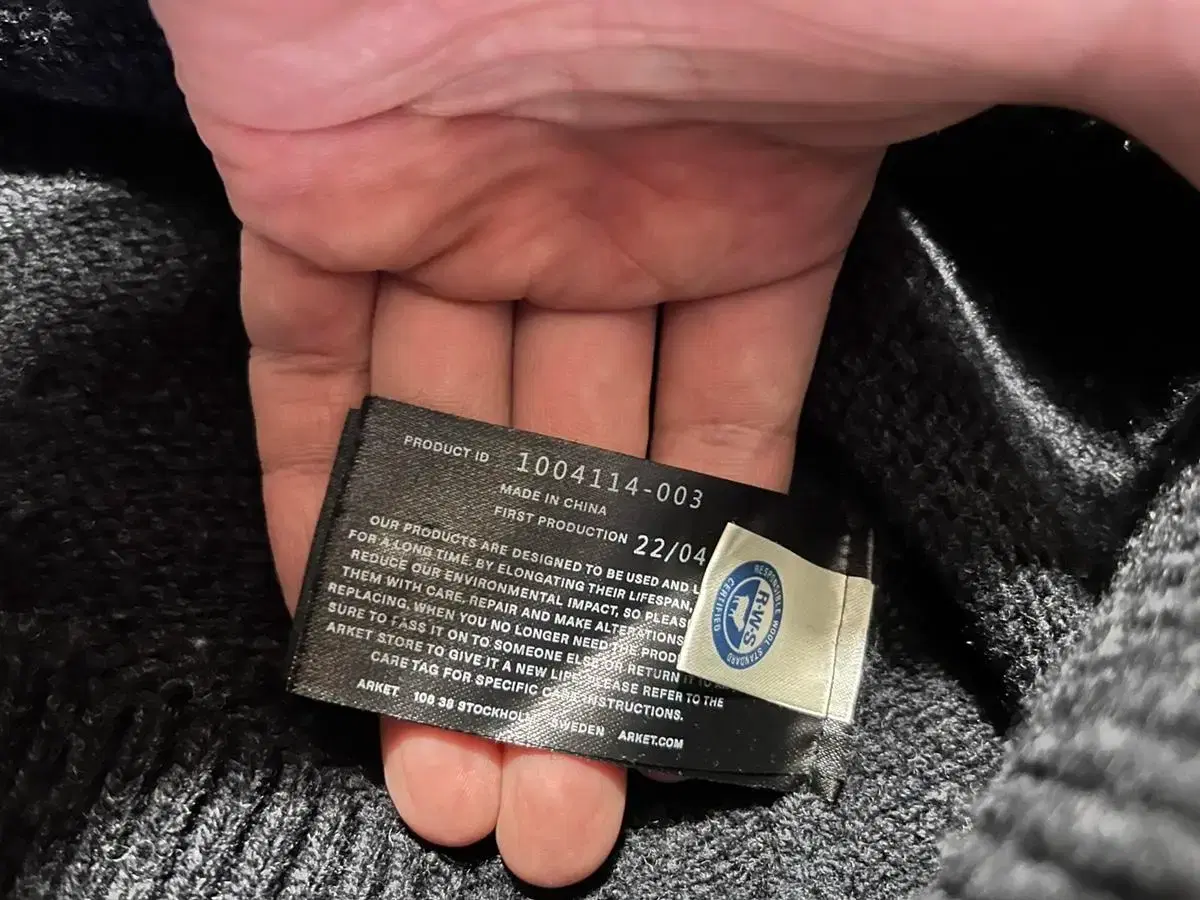 PRODUCT ID 1004114-003
MADE IN CHINA
FIRST PRODUCTION 22/04
OUR PRODUCTS ARE DESIGNED TO BE USED AND
FOR A LONG TIME. BY ELONGATING THEIR LIFESPAN,
REDUCE OUR ENVIRONMENTAL IMPACT, SO
THEM WITH CARE, REPAIR AND MAKE ALTERATIONS
REPLACING. WHEN YOU NO LONGER NEED THE
SURE TO PASS IT ON TO SOMEONE ELSE OR RETURN IT TO
ARKET STORE TO GIVE IT A NEW LIFE. PLEASE REFER TO THE
CARE TAG FOR SPECIFIC CARE INSTRUCTIONS.
ARKET 106 38 STOCKHOLM SWEDEN ARKET.COM
RESPONSIBLE WOOL STANDARD
R·W·S
CERTIFIED